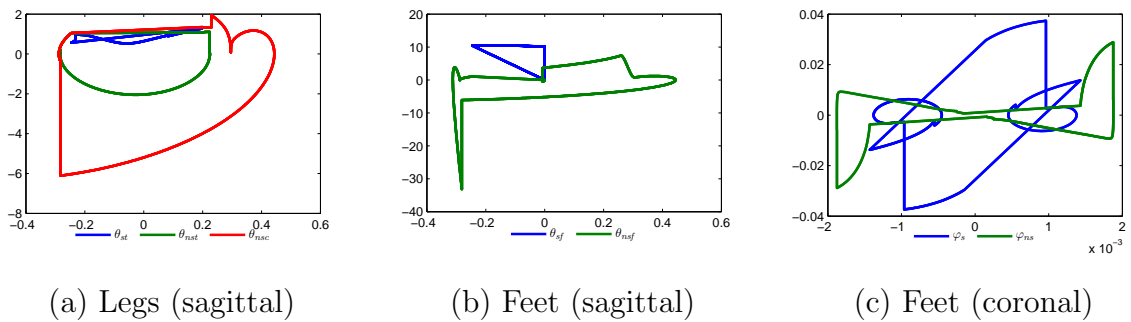 2
0
−2
−4
−6
−8
−0.4 −0.2 0 0.2 0.4 0.6
θst θnst θnsc
(a) Legs (sagittal)
20
10
0
−10
−20
−30
−40
−0.4 −0.2 0 0.2 0.4 0.6
θsf θnsf
(b) Feet (sagittal)
0.04
0.02
0
−0.02
−0.04
−2 −1 0 1 2
x 10⁻³
φs φns
(c) Feet (coronal)